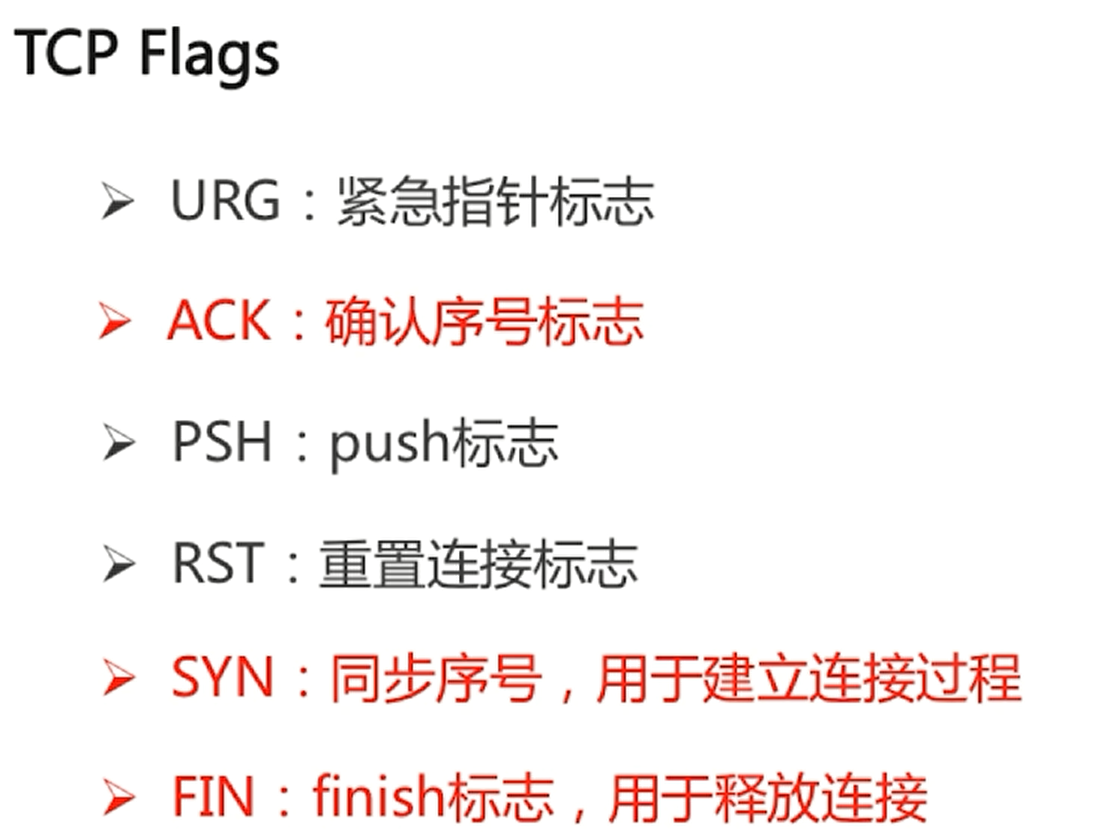 TCP Flags
➢ URG：紧急指针标志
➢ ACK：确认序号标志
➢ PSH：push标志
➢ RST：重置连接标志
➢ SYN：同步序号，用于建立连接过程
➢ FIN：finish标志，用于释放连接